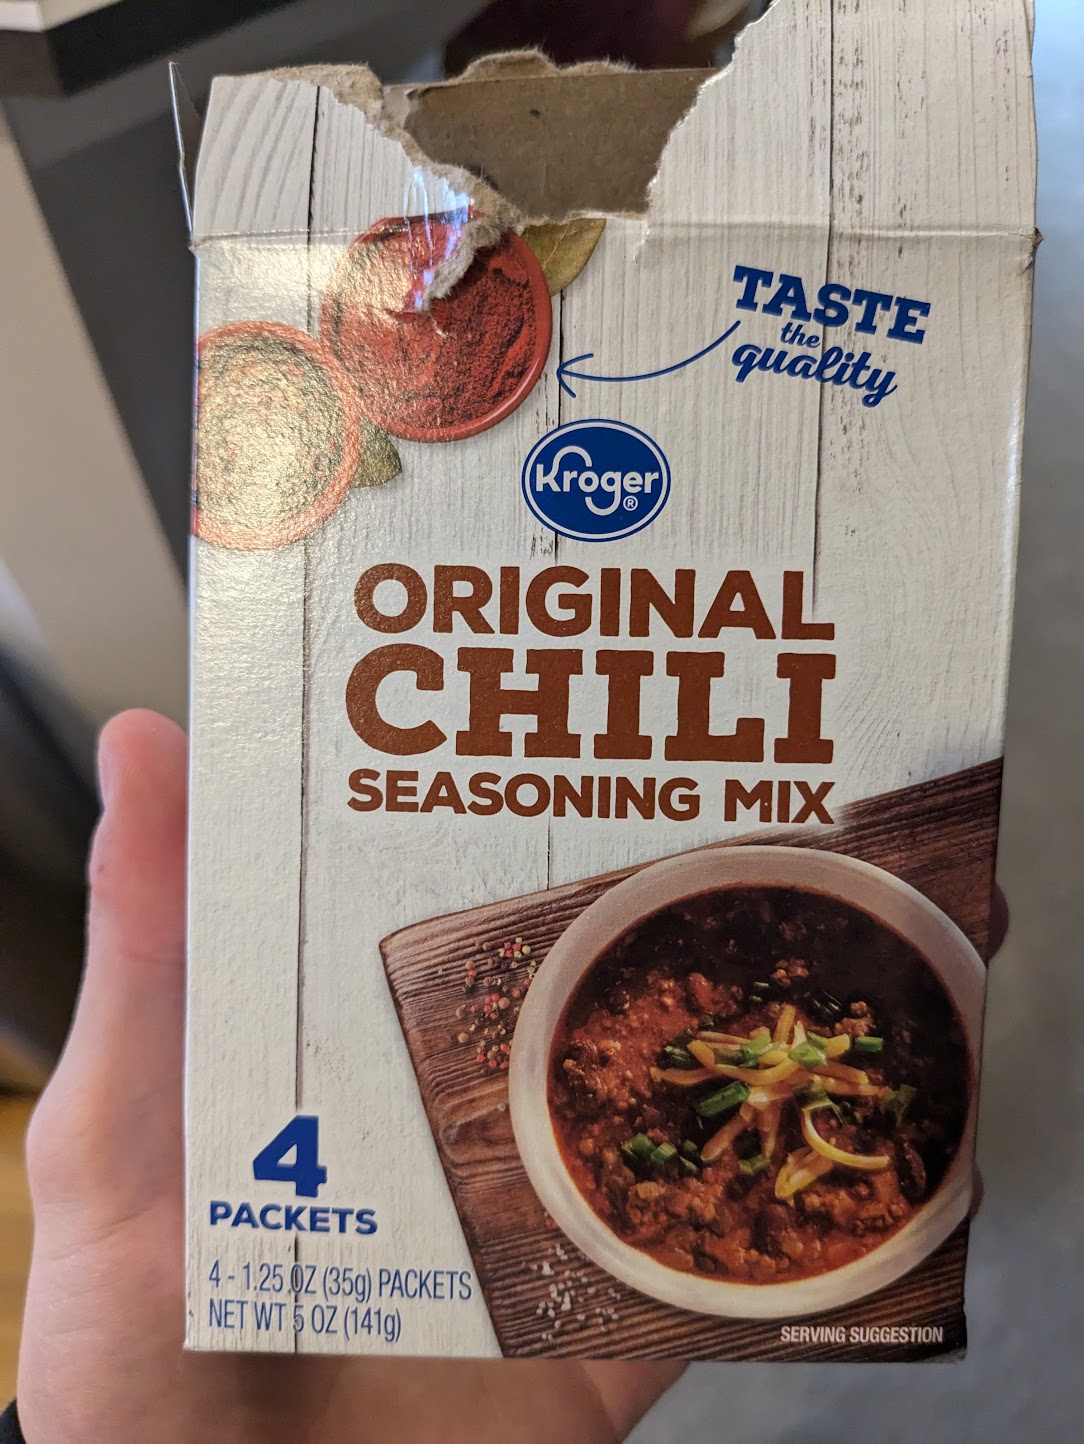 TASTE
the
quality
Kroger®
ORIGINAL
CHILI
SEASONING MIX
4
PACKETS
4 - 1.25 OZ (35g) PACKETS
NET WT 5 OZ (141g)
SERVING SUGGESTION